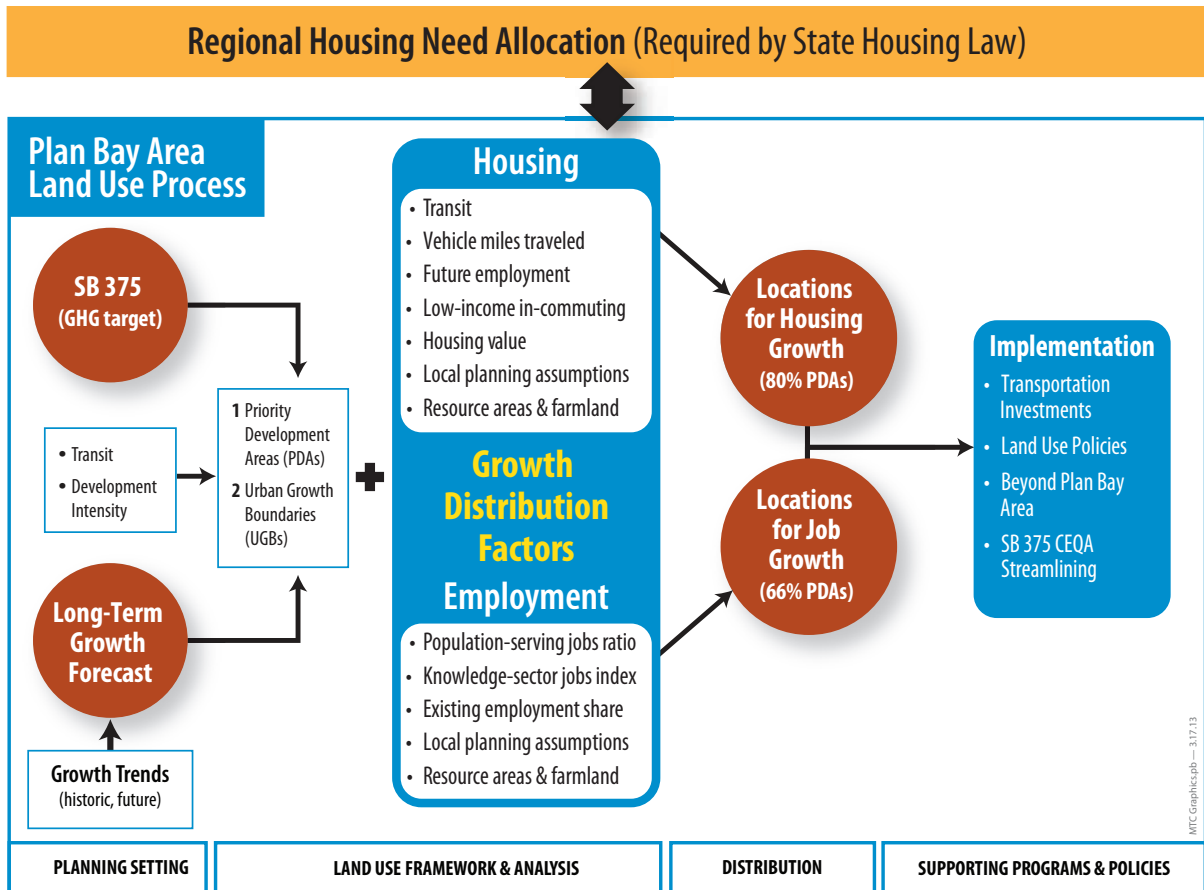 Regional Housing Need Allocation (Required by State Housing Law)
Plan Bay Area
Land Use Process
SB 375
(GHG target)
• Transit
• Development
Intensity
Long-Term
Growth
Forecast
Growth Trends
(historic, future)
1 Priority
Development
Areas (PDAs)
2 Urban Growth
Boundaries
(UGBs)
Housing
• Transit
• Vehicle miles traveled
• Future employment
• Low-income in-commuting
• Housing value
• Local planning assumptions
• Resource areas & farmland
Growth
Distribution
Factors
Employment
• Population-serving jobs ratio
• Knowledge-sector jobs index
• Existing employment share
• Local planning assumptions
• Resource areas & farmland
Locations
for Housing
Growth
(80% PDAs)
Locations
for Job
Growth
(66% PDAs)
Implementation
• Transportation
Investments
• Land Use Policies
• Beyond Plan Bay
Area
• SB 375 CEQA
Streamlining
MTC Graphics.pb — 3.17.13
PLANNING SETTING
LAND USE FRAMEWORK & ANALYSIS
DISTRIBUTION
SUPPORTING PROGRAMS & POLICIES